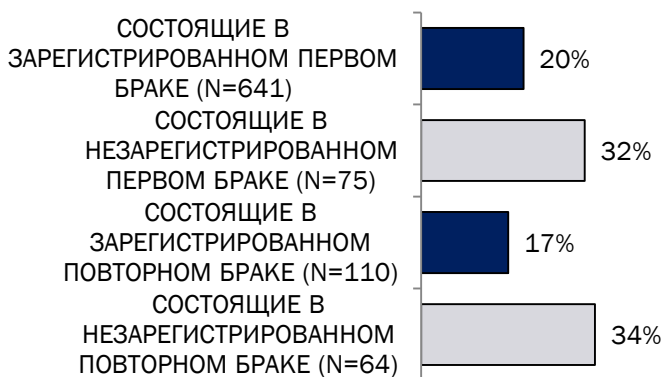 СОСТОЯЩИЕ В
ЗАРЕГИСТРИРОВАННОМ ПЕРВОМ
БРАКЕ (N=641)
20%
СОСТОЯЩИЕ В
НЕЗАРЕГИСТРИРОВАННОМ
ПЕРВОМ БРАКЕ (N=75)
32%
СОСТОЯЩИЕ В
ЗАРЕГИСТРИРОВАННОМ
ПОВТОРНОМ БРАКЕ (N=110)
17%
СОСТОЯЩИЕ В
НЕЗАРЕГИСТРИРОВАННОМ
ПОВТОРНОМ БРАКЕ (N=64)
34%